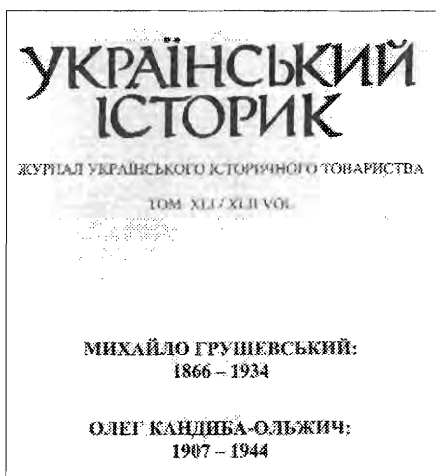 УКРАЇНСЬКИЙ
ІСТОРИК
ЖУРНАЛ УКРАЇНСЬКОГО ІСТОРИЧНОГО ТОВАРИСТВА
ТОМ XLI / XLII VOL.
МИХАЙЛО ГРУШЕВСЬКИЙ:
1866 – 1934
ОЛЕГ КАНДИБА-ОЛЬЖИЧ:
1907 – 1944